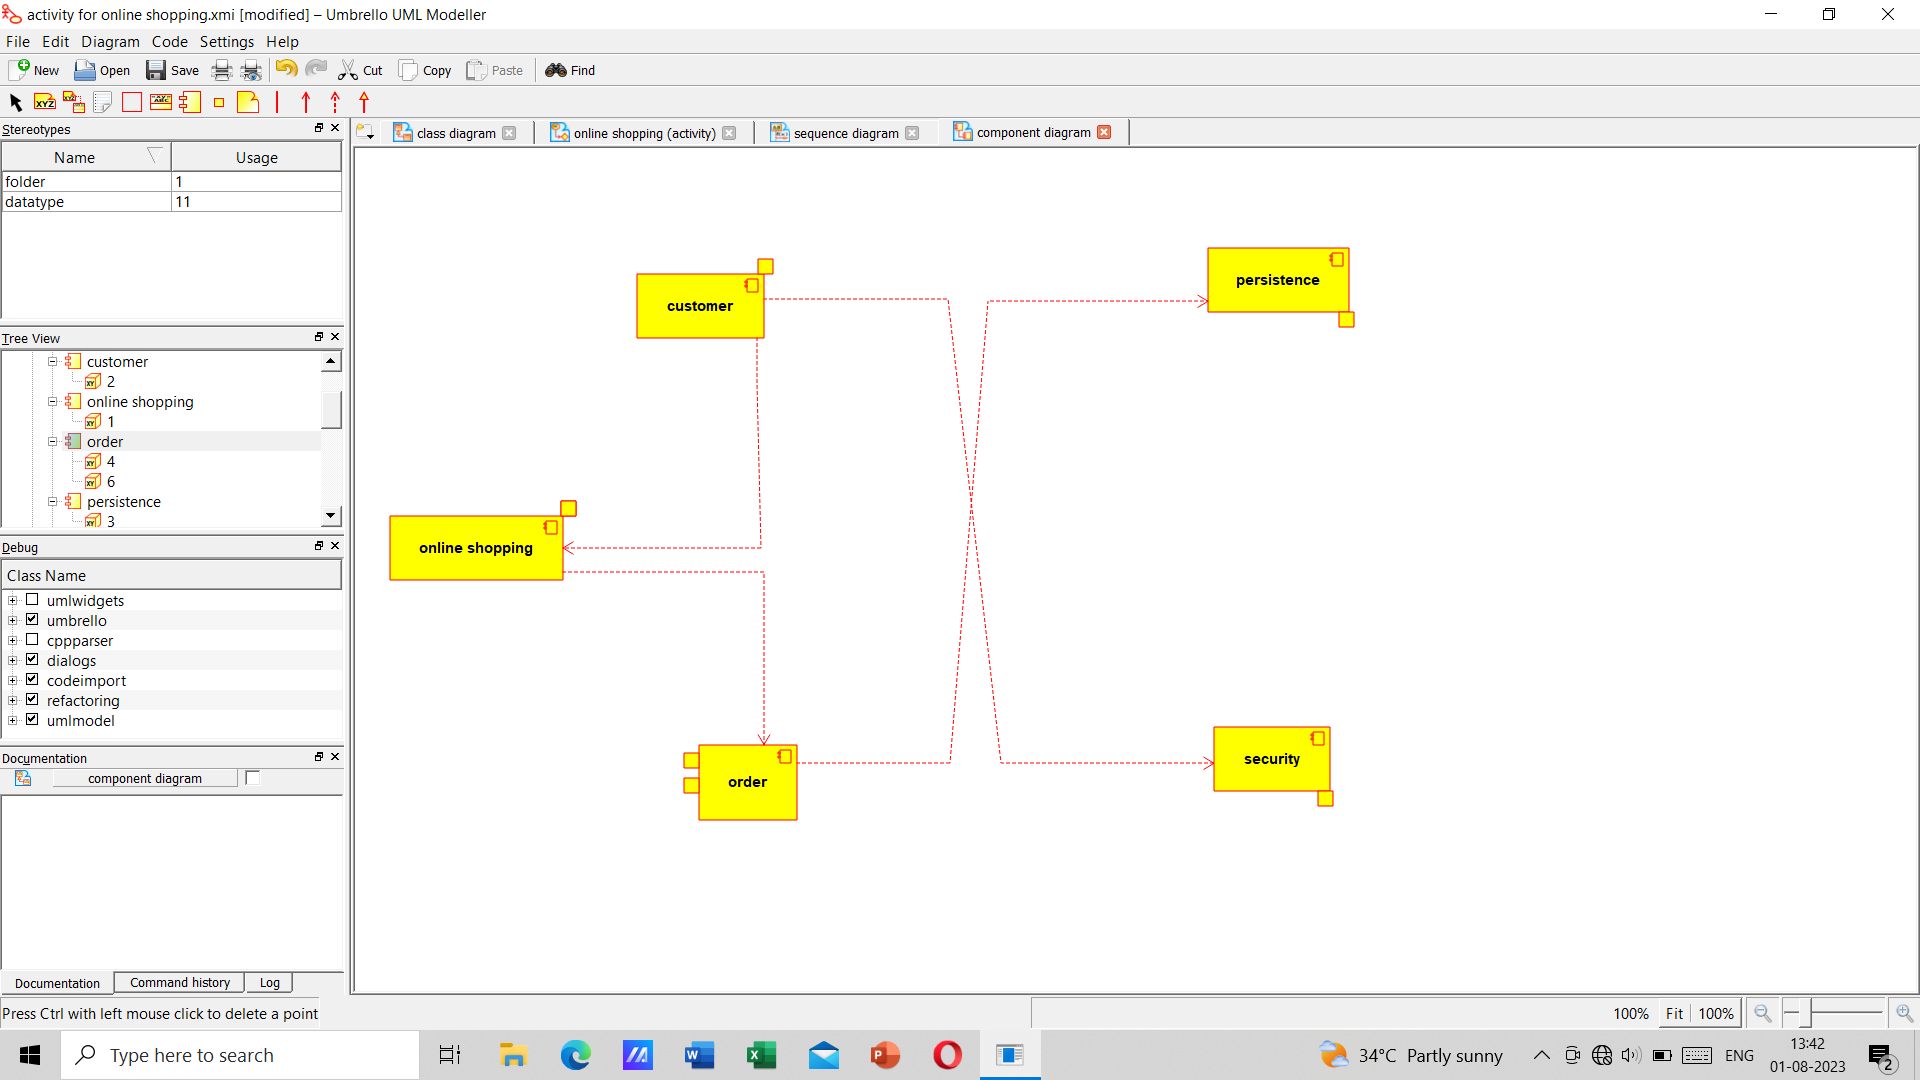 activity for online shopping.xmi [modified] – Umbrello UML Modeller
File Edit Diagram Code Settings Help
New Open Save Cut Copy Paste Find
XYZ
Stereotypes
class diagram online shopping (activity) sequence diagram component diagram
Name Usage
folder 1
datatype 11
Tree View
customer
2
online shopping
1
order
4
6
persistence
3
Debug
Class Name
umlwidgets
umbrello
cppparser
dialogs
codeimport
refactoring
umlmodel
Documentation
component diagram
Documentation Command history Log
customer
persistence
online shopping
order
security
Press Ctrl with left mouse click to delete a point
100% Fit 100%
Type here to search
34°C Partly sunny
ENG
13:42
01-08-2023
2